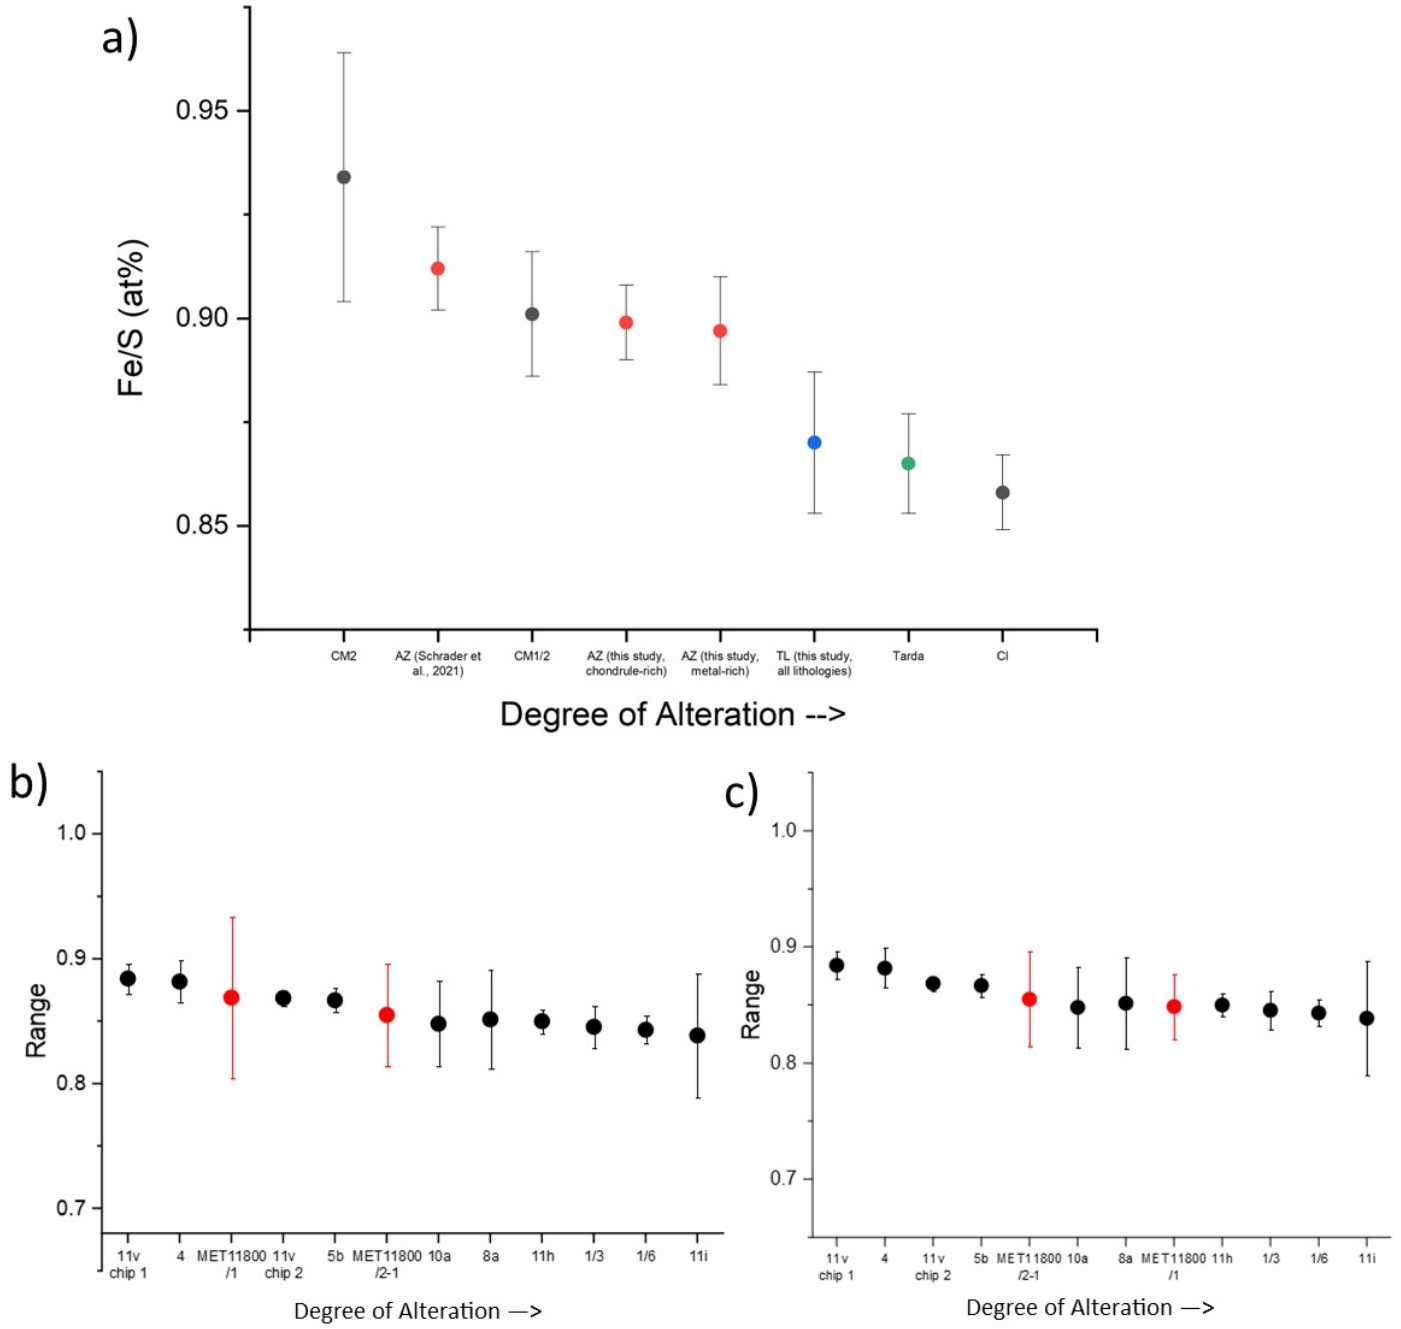 a)
0.95
0.90
0.85
Fe/S (at%)
CM2
AZ (Schrader et
al., 2021)
CM1/2
AZ (this study,
chondrule-rich)
AZ (this study,
metal-rich)
TL (this study,
all lithologies)
Tarda
CI
Degree of Alteration -->
b)
1.0
0.9
0.8
0.7
Range
11v
chip 1
4
MET11800
/1
11v
chip 2
5b
MET11800
/2-1
10a
8a
11h
1/3
1/6
11i
Degree of Alteration —>
c)
1.0
0.9
0.8
0.7
Range
11v
chip 1
4
11v
chip 2
5b
MET11800
/2-1
10a
8a
MET11800
/1
11h
1/3
1/6
11i
Degree of Alteration —>